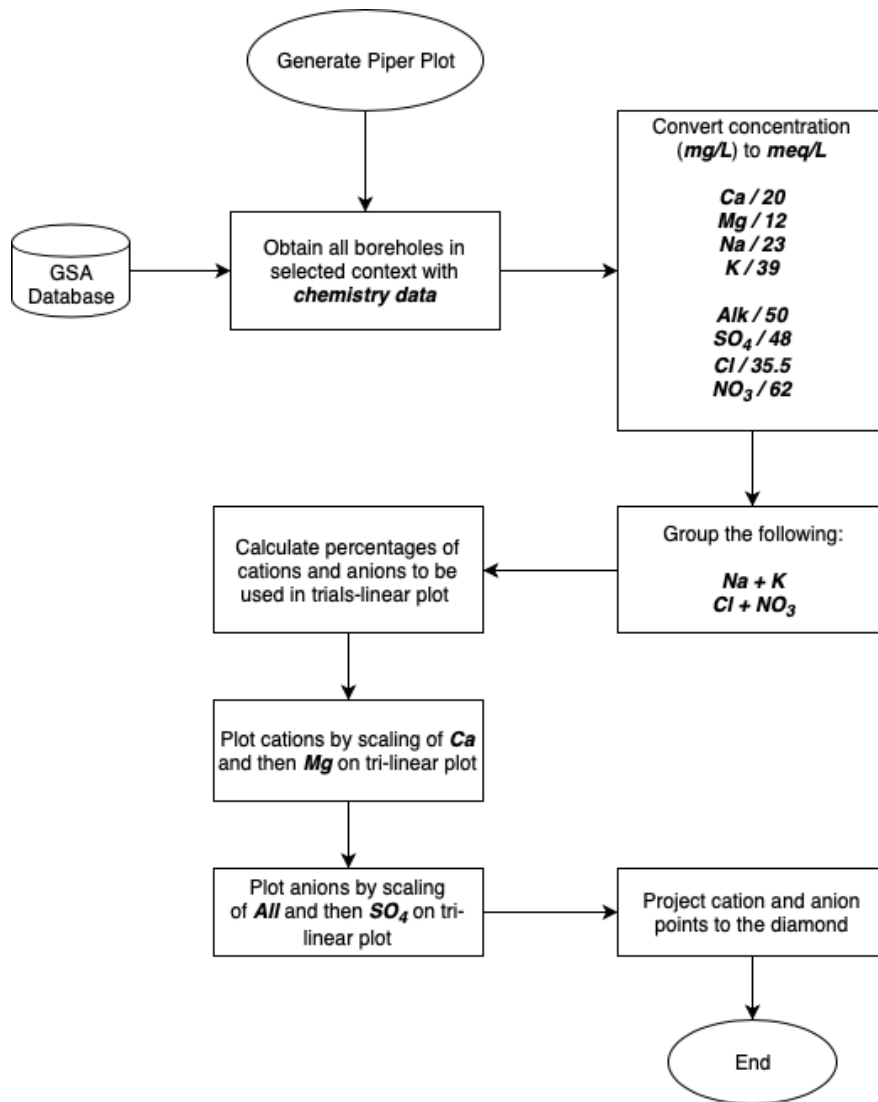 Generate Piper Plot
GSA
Database
Obtain all boreholes in
selected context with
chemistry data
Convert concentration
(mg/L) to meq/L
Ca / 20
Mg / 12
Na / 23
K / 39
Alk / 50
SO₄ / 48
Cl / 35.5
NO₃ / 62
Group the following:
Na + K
Cl + NO₃
Calculate percentages of
cations and anions to be
used in trials-linear plot
Plot cations by scaling of Ca
and then Mg on tri-linear plot
Plot anions by scaling
of All and then SO₄ on tri-
linear plot
Project cation and anion
points to the diamond
End